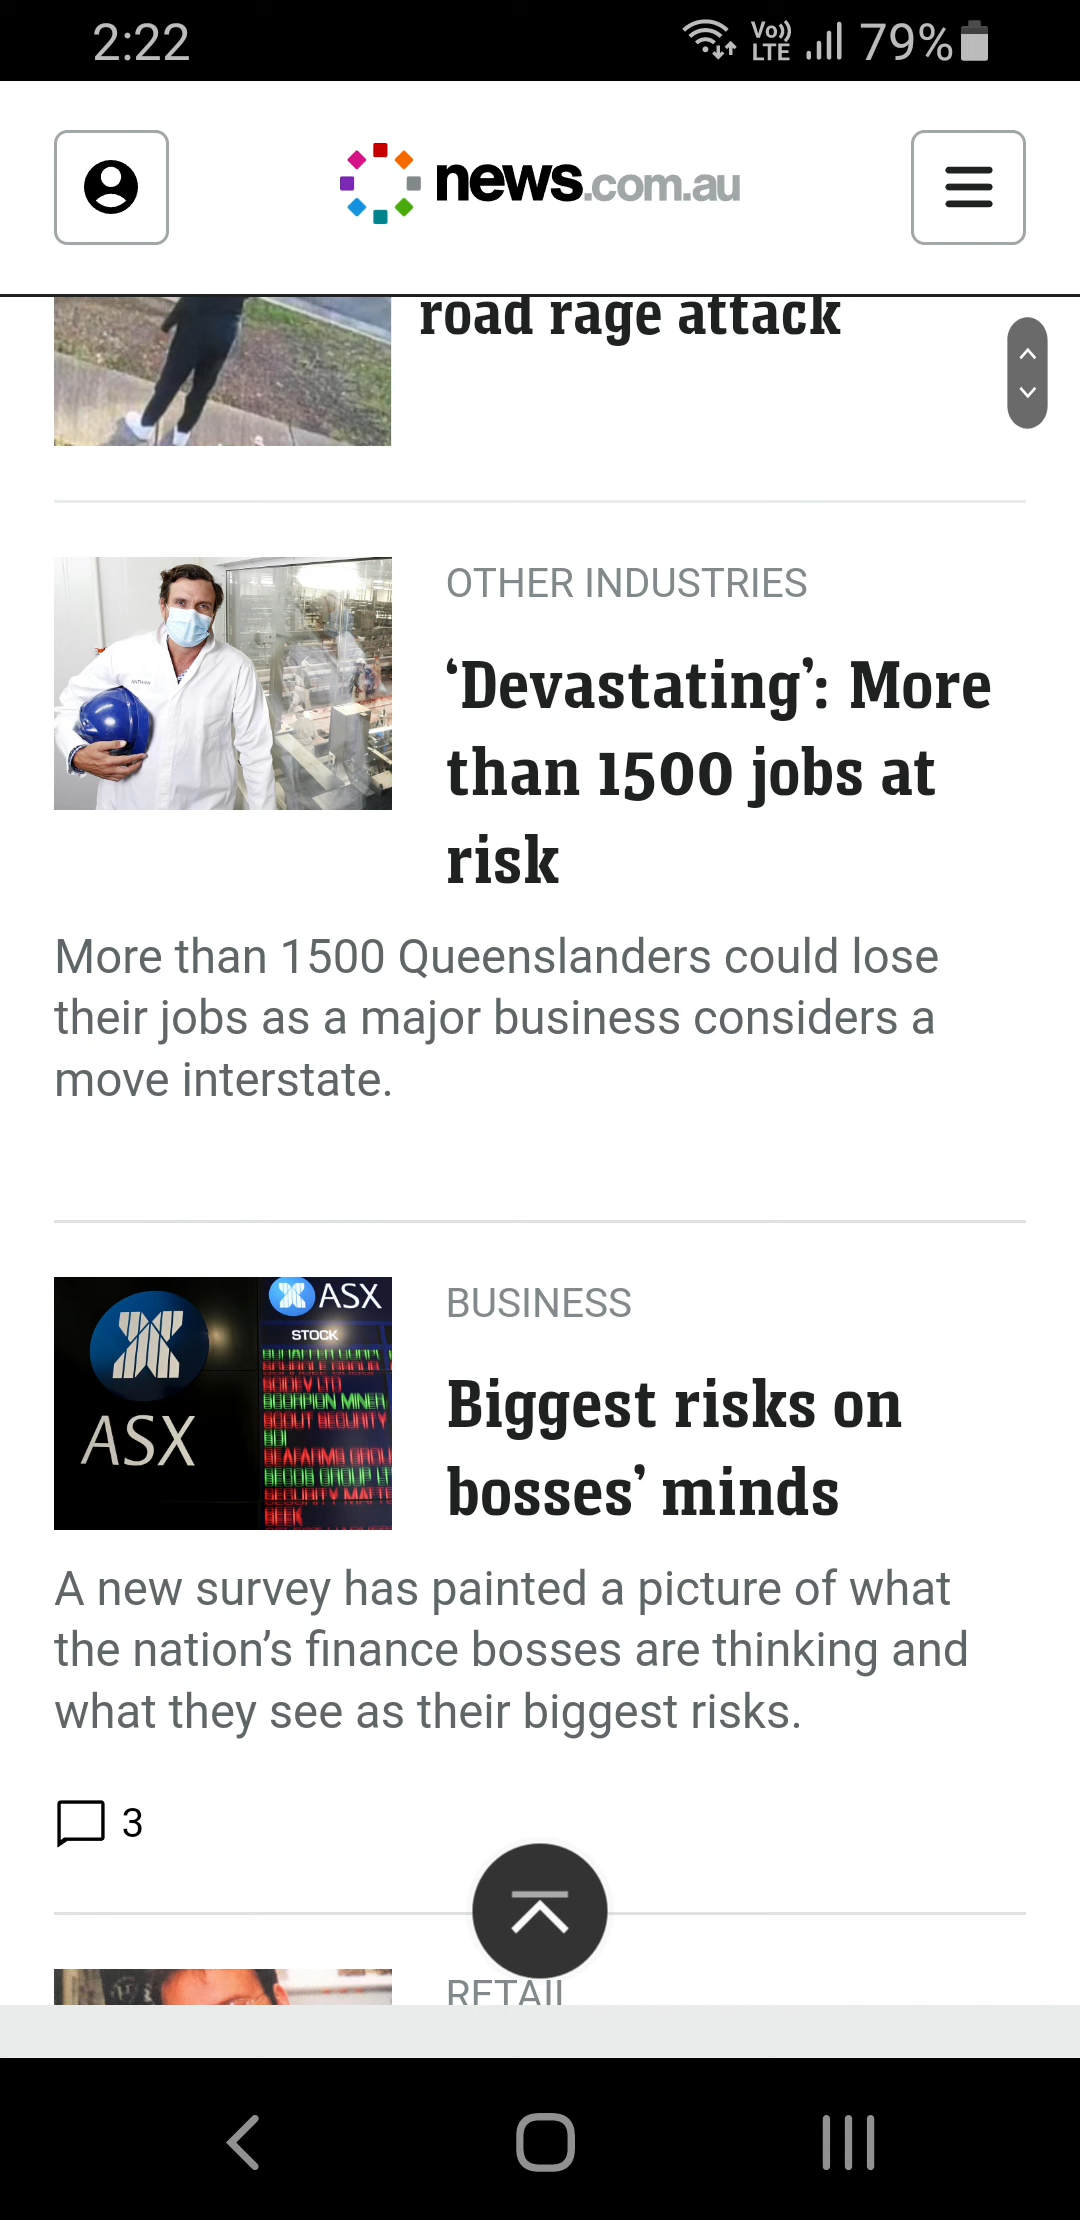 2:22
Vo)) LTE
79%
news.com.au
road rage attack
OTHER INDUSTRIES
‘Devastating’: More
than 1500 jobs at
risk
More than 1500 Queenslanders could lose
their jobs as a major business considers a
move interstate.
ASX
ASX
STOCK
BUSINESS
Biggest risks on
bosses’ minds
A new survey has painted a picture of what
the nation’s finance bosses are thinking and
what they see as their biggest risks.
3
RETAIL